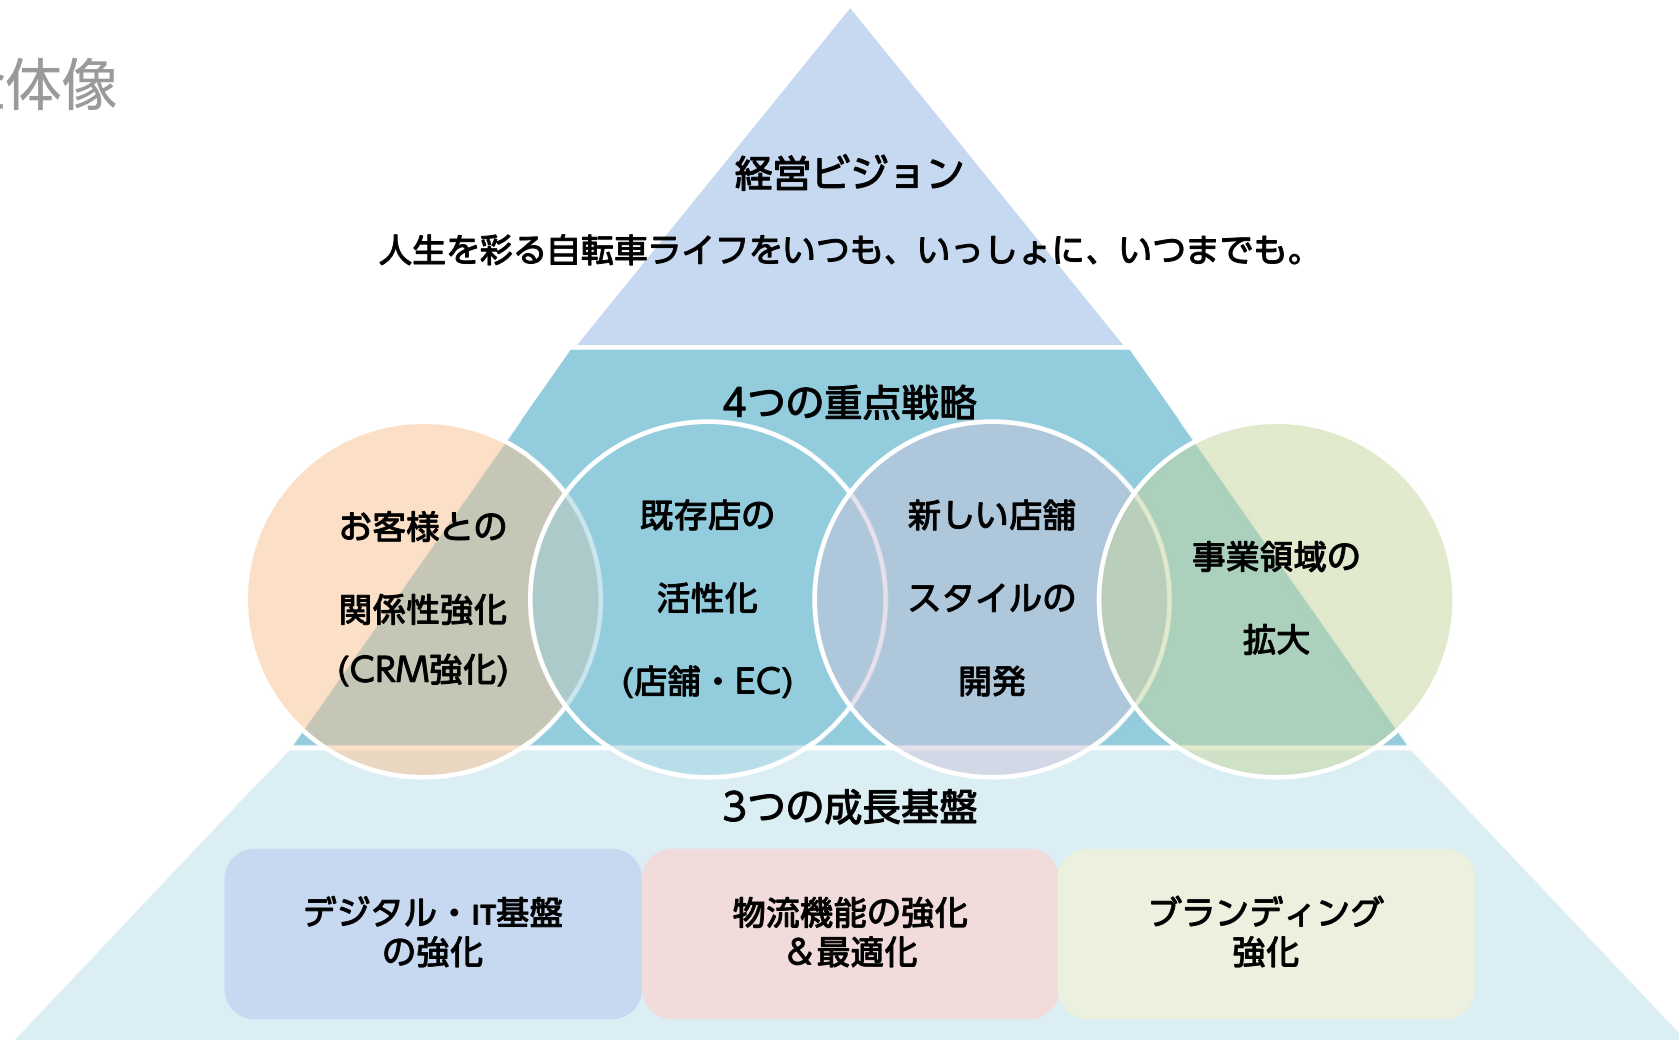 体像
経営ビジョン
人生を彩る自転車ライフをいつも、いっしょに、いつまでも。
4つの重点戦略
お客様との
関係性強化
(CRM強化)
既存店の
活性化
(店舗・EC)
新しい店舗
スタイルの
開発
事業領域の
拡大
3つの成長基盤
デジタル・IT基盤
の強化
物流機能の強化
＆最適化
ブランディング
強化